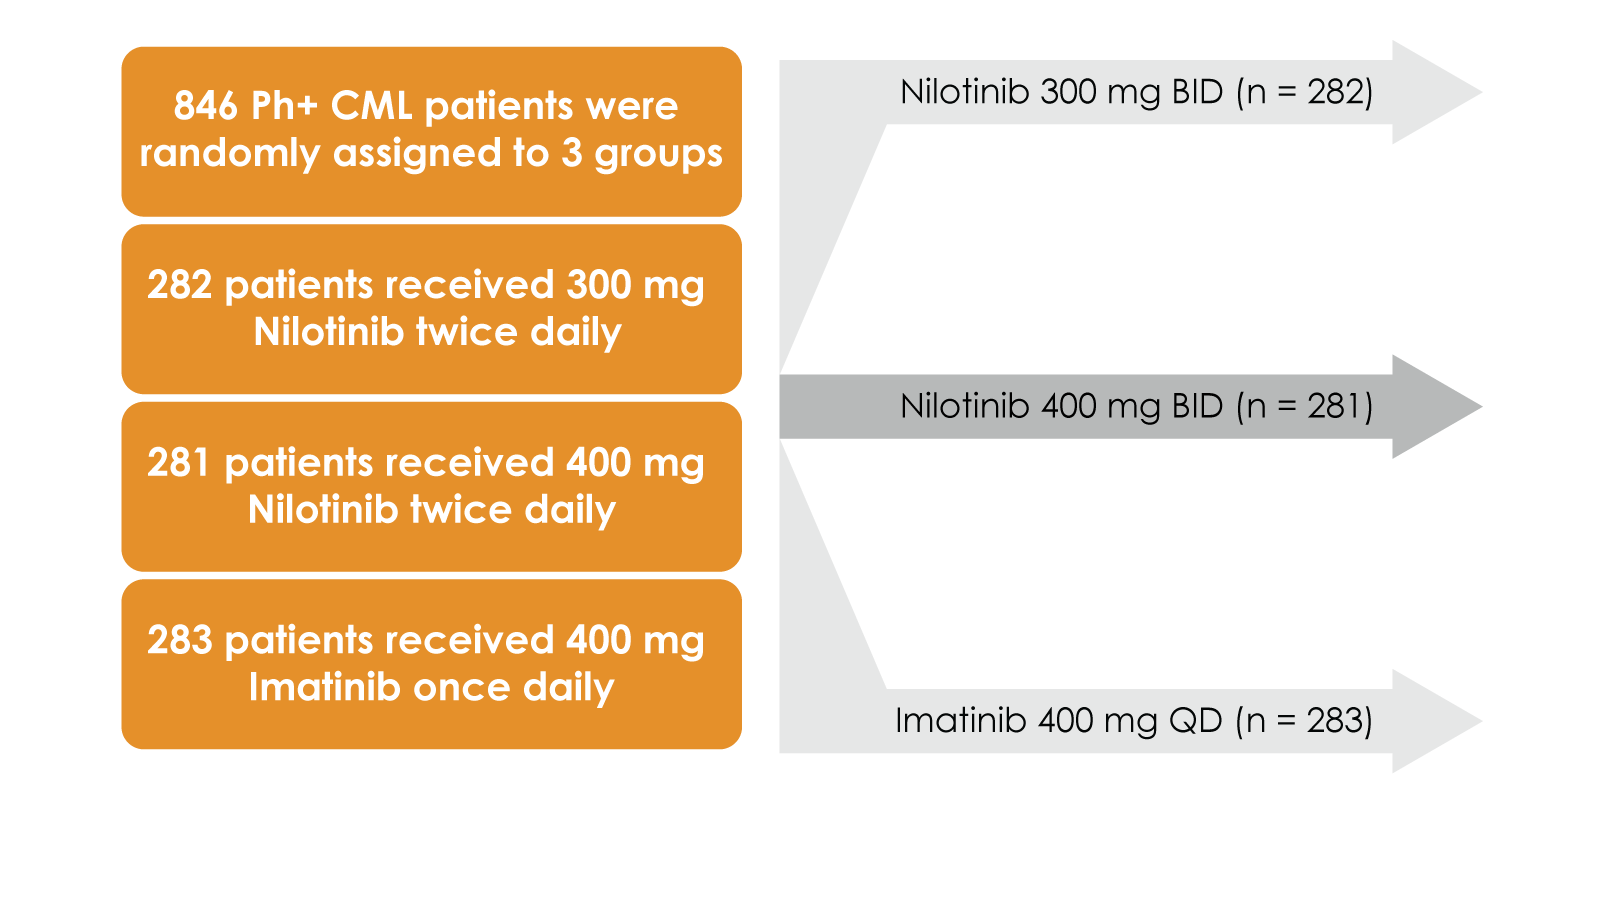 846 Ph+ CML patients were
randomly assigned to 3 groups
282 patients received 300 mg
Nilotinib twice daily
281 patients received 400 mg
Nilotinib twice daily
283 patients received 400 mg
Imatinib once daily
Nilotinib 300 mg BID (n = 282)
Nilotinib 400 mg BID (n = 281)
Imatinib 400 mg QD (n = 283)